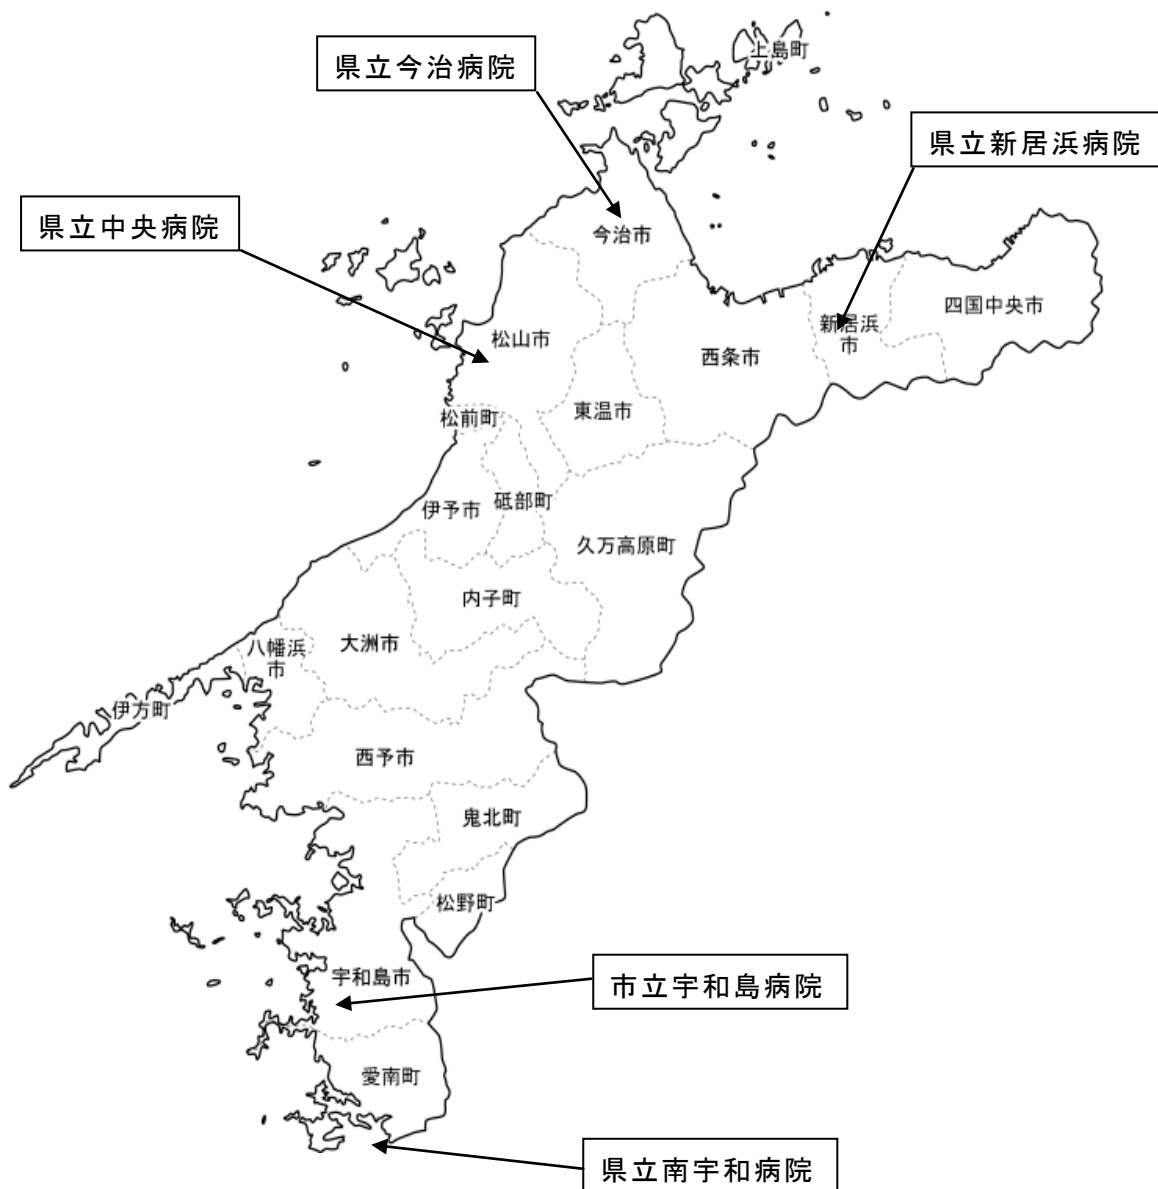 上島町
県立今治病院
県立新居浜病院
県立中央病院
今治市
四国中央市
新居浜
市
松山市
西条市
東温市
松前町
砥部町
伊予市
久万高原町
内子町
八幡浜
市
大洲市
伊方町
西予市
鬼北町
松野町
宇和島市
市立宇和島病院
愛南町
県立南宇和病院